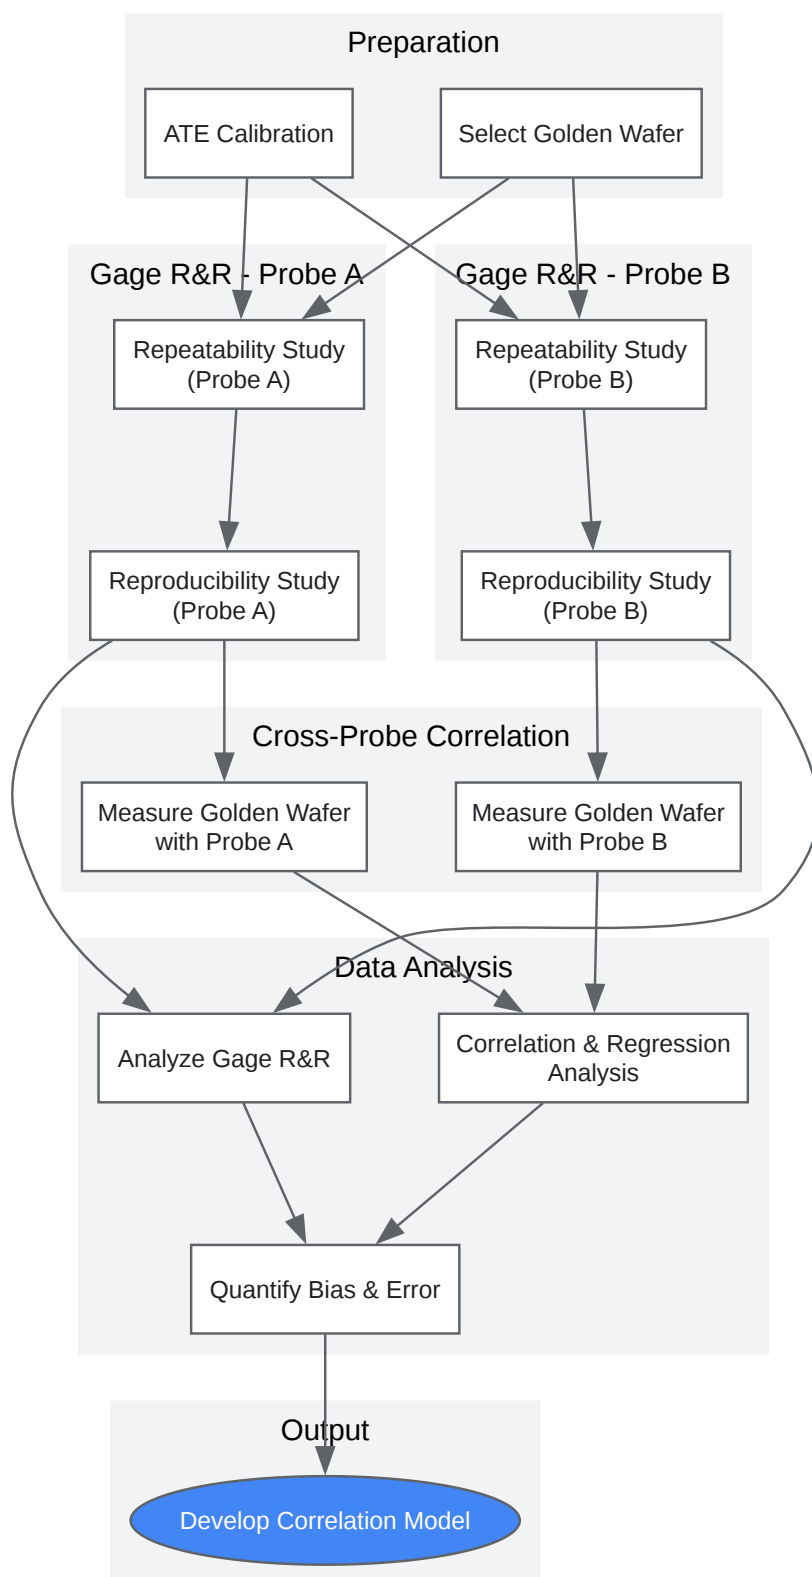 Preparation
ATE Calibration
Select Golden Wafer
Gage R&R - Probe A
Gage R&R - Probe B
Repeatability Study
(Probe A)
Repeatability Study
(Probe B)
Reproducibility Study
(Probe A)
Reproducibility Study
(Probe B)
Cross-Probe Correlation
Measure Golden Wafer
with Probe A
Measure Golden Wafer
with Probe B
Data Analysis
Analyze Gage R&R
Correlation & Regression
Analysis
Quantify Bias & Error
Output
Develop Correlation Model